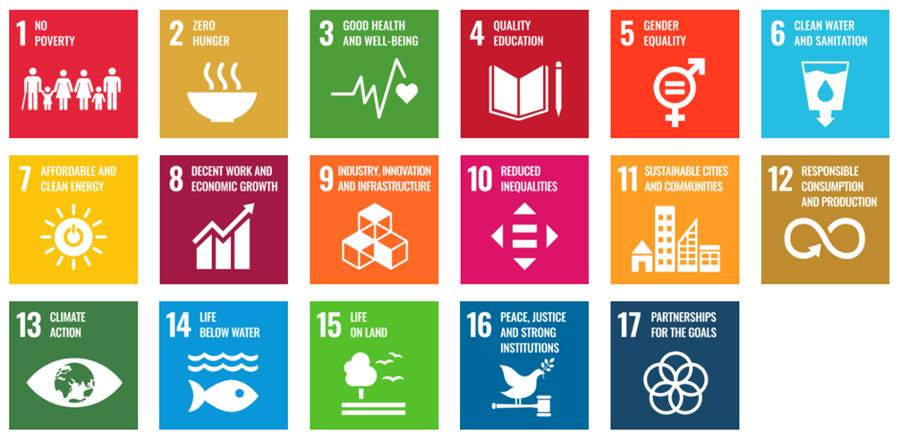 1 NO
POVERTY
2 ZERO
HUNGER
3 GOOD HEALTH
AND WELL-BEING
4 QUALITY
EDUCATION
5 GENDER
EQUALITY
6 CLEAN WATER
AND SANITATION
7 AFFORDABLE AND
CLEAN ENERGY
8 DECENT WORK AND
ECONOMIC GROWTH
9 INDUSTRY, INNOVATION
AND INFRASTRUCTURE
10 REDUCED
INEQUALITIES
11 SUSTAINABLE CITIES
AND COMMUNITIES
12 RESPONSIBLE
CONSUMPTION
AND PRODUCTION
13 CLIMATE
ACTION
14 LIFE
BELOW WATER
15 LIFE
ON LAND
16 PEACE, JUSTICE
AND STRONG
INSTITUTIONS
17 PARTNERSHIPS
FOR THE GOALS